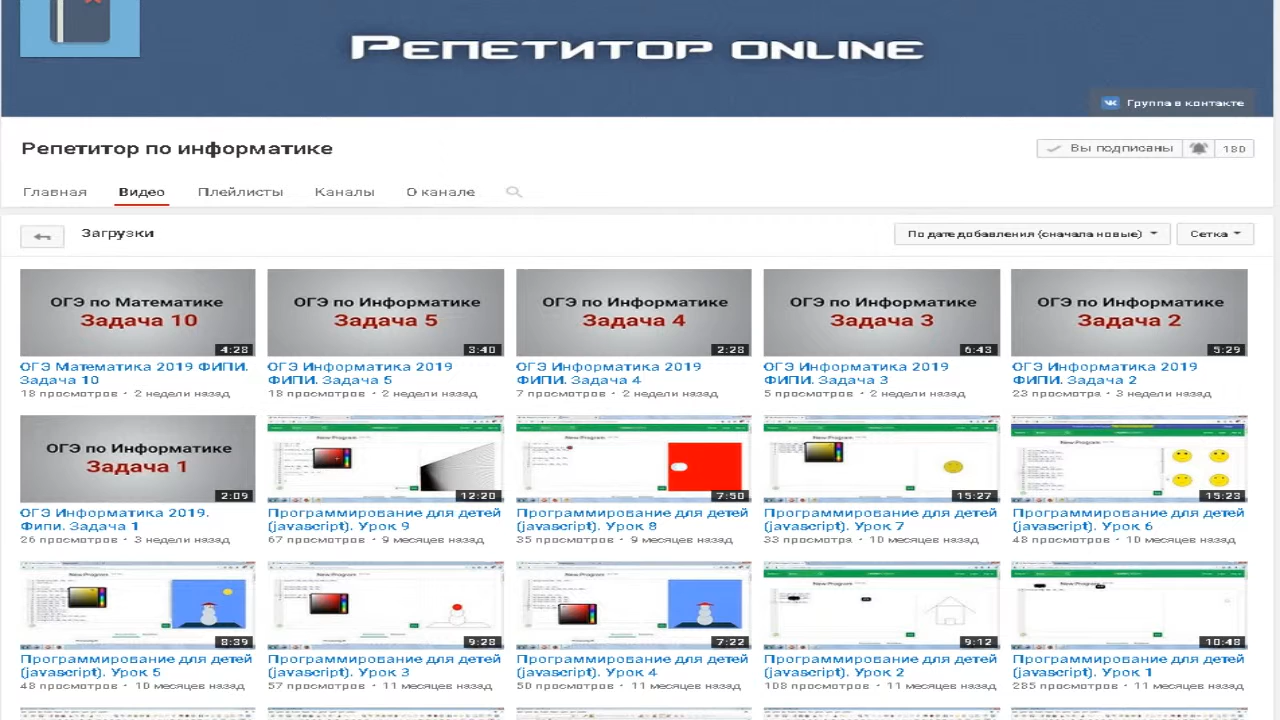 РЕПЕТИТОР ONLINE
Группа в контакте
Репетитор по информатике
Вы подписаны 180
Главная Видео Плейлисты Каналы О канале
Загрузки
По дате добавления (сначала новые) Сетка
ОГЭ по Математике ОГЭ по Информатике ОГЭ по Информатике ОГЭ по Информатике ОГЭ по Информатике
Задача 10 Задача 5 Задача 4 Задача 3 Задача 2
4:28 3:40 2:28 6:43 5:29
ОГЭ Математика 2019 ФИПИ. ОГЭ Информатика 2019 ОГЭ Информатика 2019 ОГЭ Информатика 2019 ОГЭ Информатика 2019
Задача 10 ФИПИ. Задача 5 ФИПИ. Задача 4 ФИПИ. Задача 3 ФИПИ. Задача 2
18 просмотров • 2 недели назад 18 просмотров • 2 недели назад 7 просмотров • 2 недели назад 5 просмотров • 2 недели назад 23 просмотра • 3 недели назад
ОГЭ по Информатике New Program New Program New Program New Program
Задача 1
2:09 12:20 7:50 15:27 15:23
ОГЭ Информатика 2019. Программирование для детей Программирование для детей Программирование для детей Программирование для детей
Фипи. Задача 1 (javascript). Урок 9 (javascript). Урок 8 (javascript). Урок 7 (javascript). Урок 6
26 просмотров • 3 недели назад 67 просмотров • 9 месяцев назад 35 просмотров • 9 месяцев назад 33 просмотра • 10 месяцев назад 48 просмотров • 10 месяцев назад
New Program New Program New Program New Program New Program
8:39 9:28 7:22 9:12 10:48
Программирование для детей Программирование для детей Программирование для детей Программирование для детей Программирование для детей
(javascript). Урок 5 (javascript). Урок 3 (javascript). Урок 4 (javascript). Урок 2 (javascript). Урок 1
48 просмотров • 10 месяцев назад 57 просмотров • 11 месяцев назад 50 просмотров • 11 месяцев назад 108 просмотров • 11 месяцев назад 285 просмотров • 11 месяцев назад